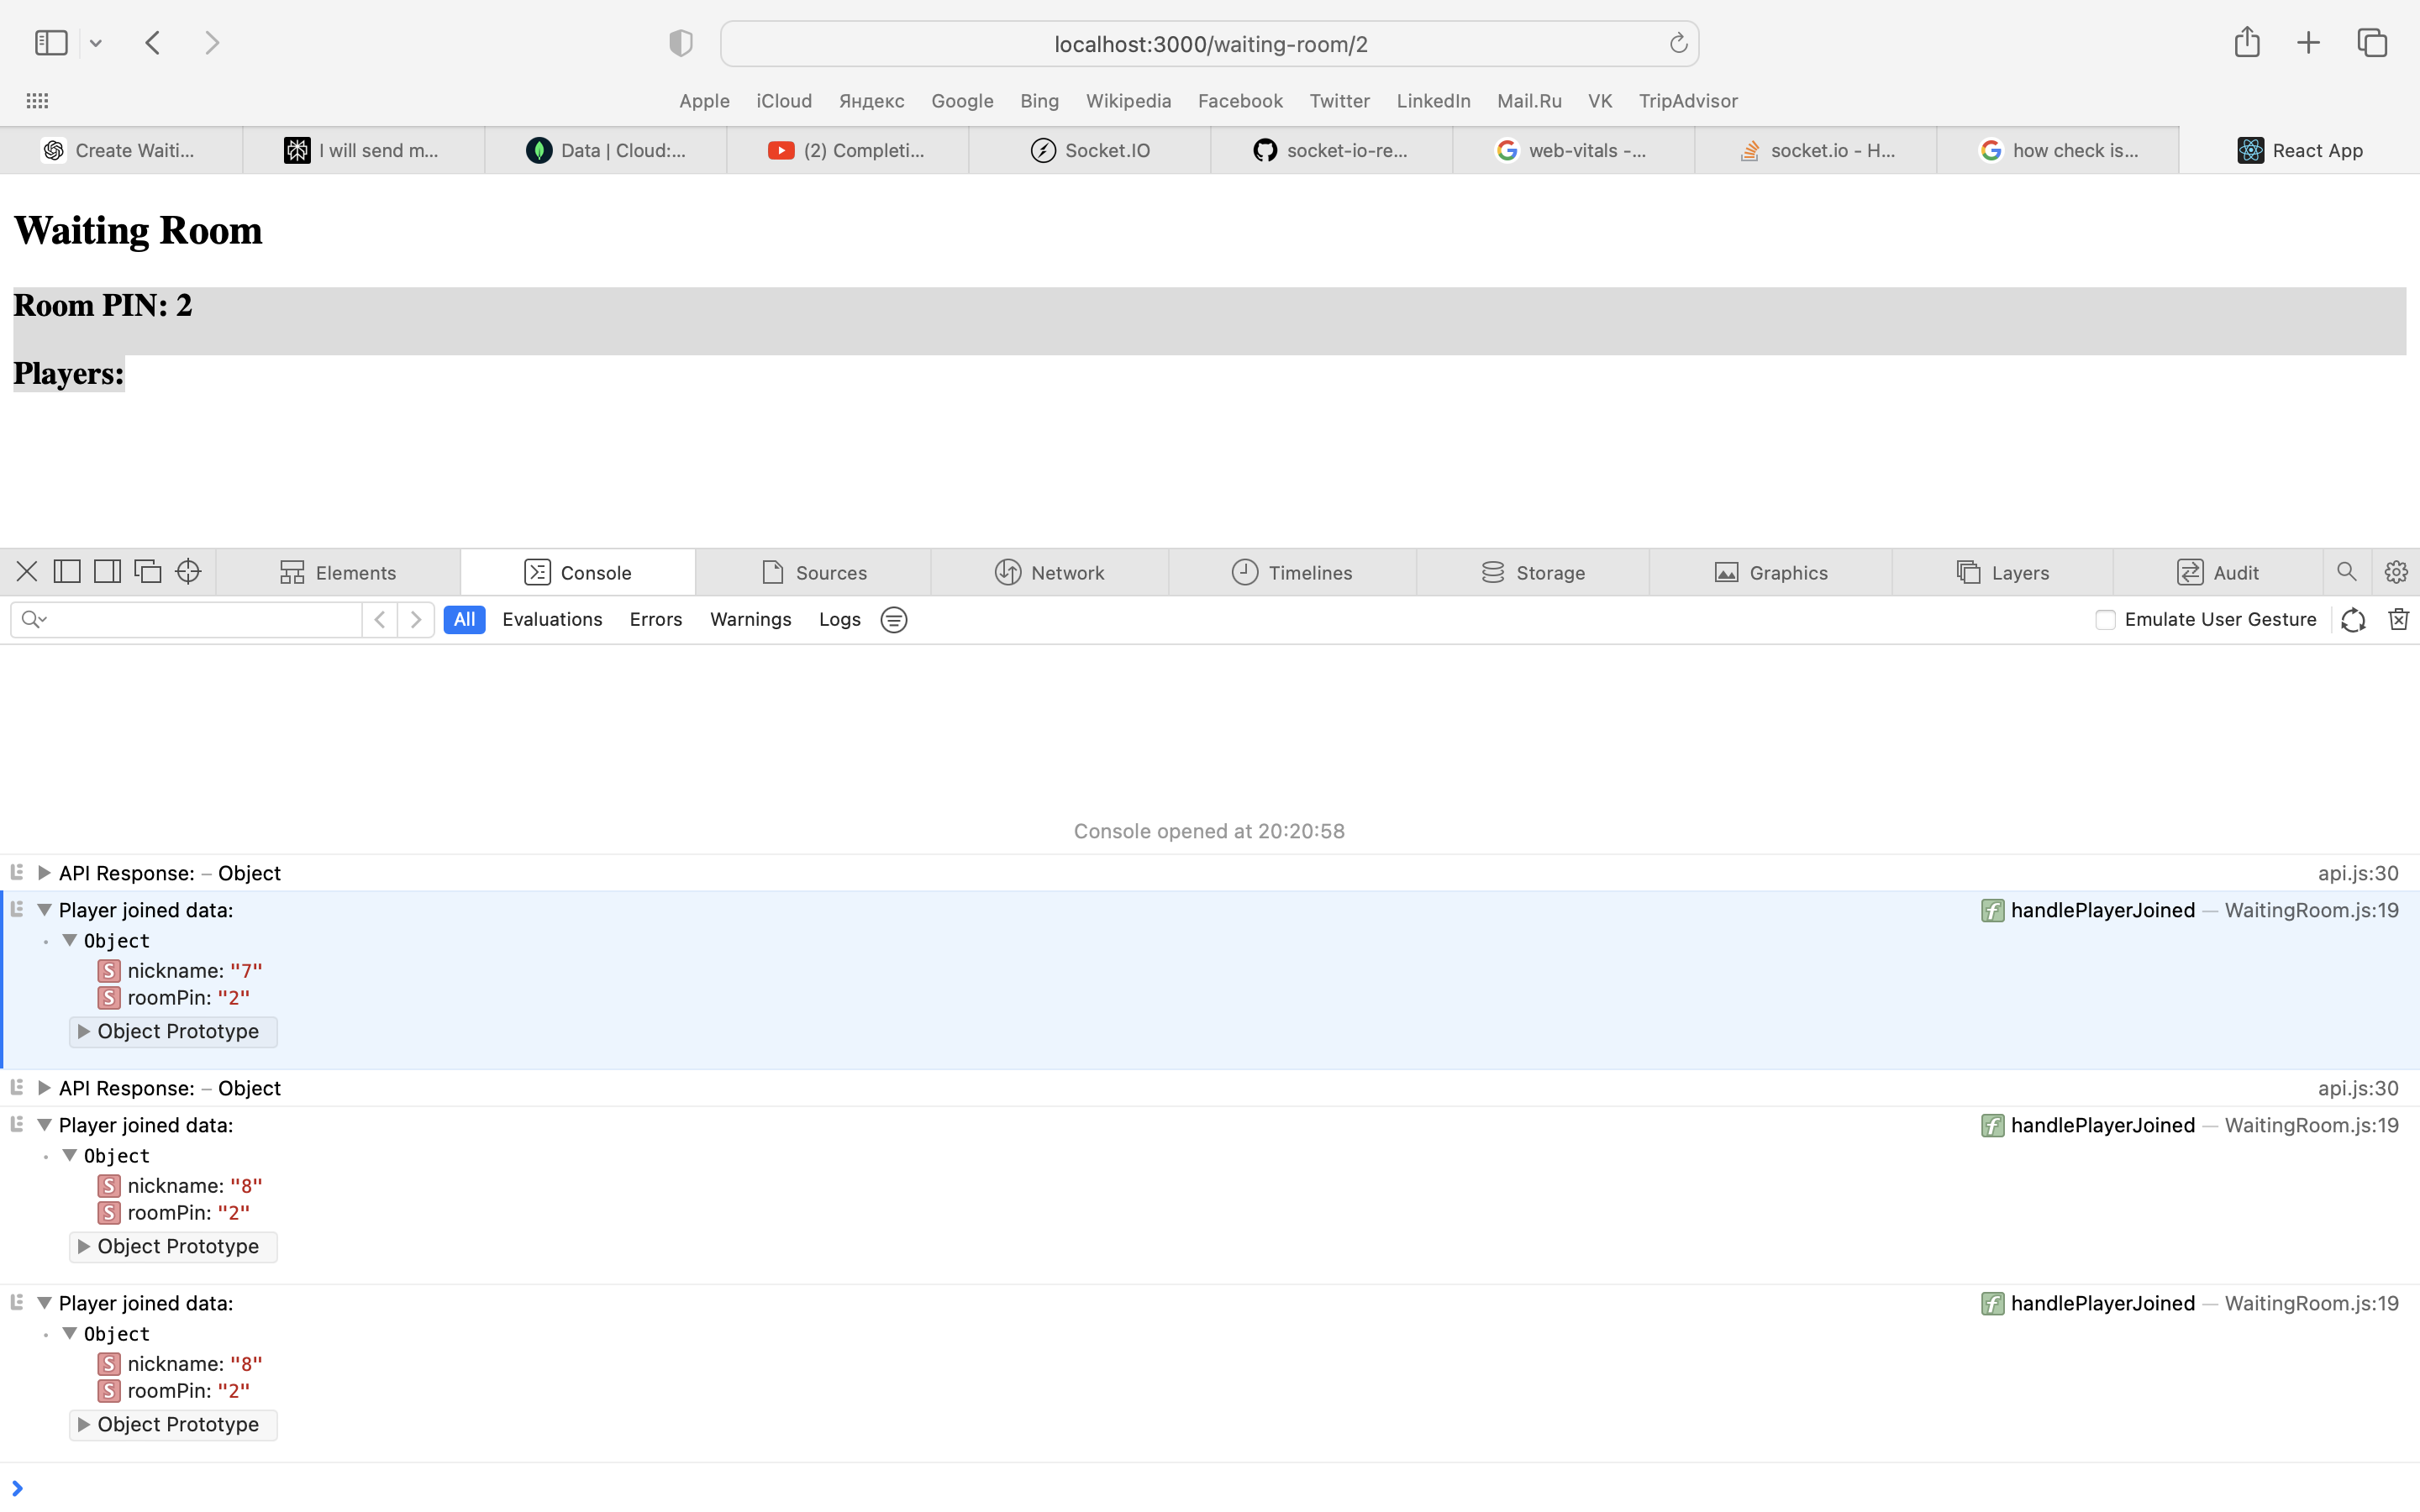 localhost:3000/waiting-room/2
Apple iCloud Яндекс Google Bing Wikipedia Facebook Twitter LinkedIn Mail.Ru VK TripAdvisor
Create Waiti... I will send m... Data | Cloud:... (2) Completi... Socket.IO socket-io-re... web-vitals -... socket.io - H... how check is... React App
Waiting Room
Room PIN: 2
Players:
Elements Console Sources Network Timelines Storage Graphics Layers Audit
All Evaluations Errors Warnings Logs Emulate User Gesture
Console opened at 20:20:58
API Response: – Object api.js:30
Player joined data: f handlePlayerJoined — WaitingRoom.js:19
Object
S nickname: "7"
S roomPin: "2"
Object Prototype
API Response: – Object api.js:30
Player joined data: f handlePlayerJoined — WaitingRoom.js:19
Object
S nickname: "8"
S roomPin: "2"
Object Prototype
Player joined data: f handlePlayerJoined — WaitingRoom.js:19
Object
S nickname: "8"
S roomPin: "2"
Object Prototype